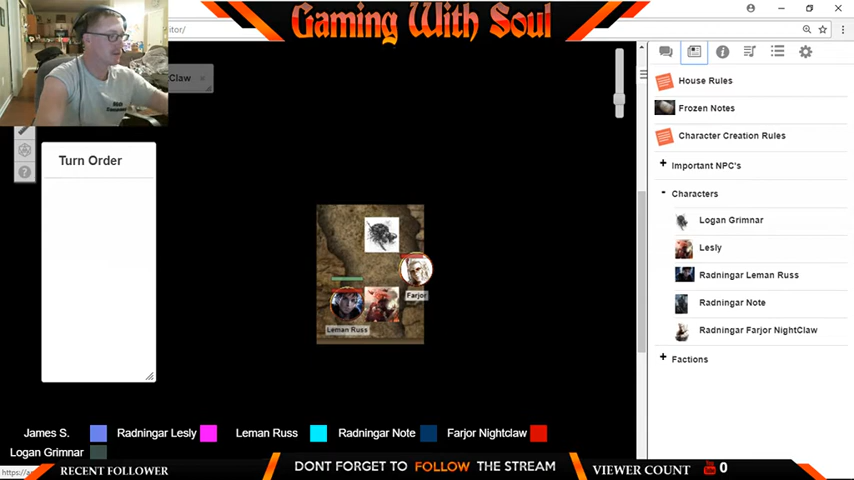 Gaming With Soul
itor/
Claw
House Rules
Frozen Notes
Character Creation Rules
Important NPC's
Characters
Logan Grimnar
Lesly
Radningar Leman Russ
Radningar Note
Radningar Farjor NightClaw
Factions
Turn Order
Farjor
Leman Russ
James S.
Radningar Lesly
Leman Russ
Radningar Note
Farjor Nightclaw
Logan Grimnar
RECENT FOLLOWER
DONT FORGET TO FOLLOW THE STREAM
VIEWER COUNT
0